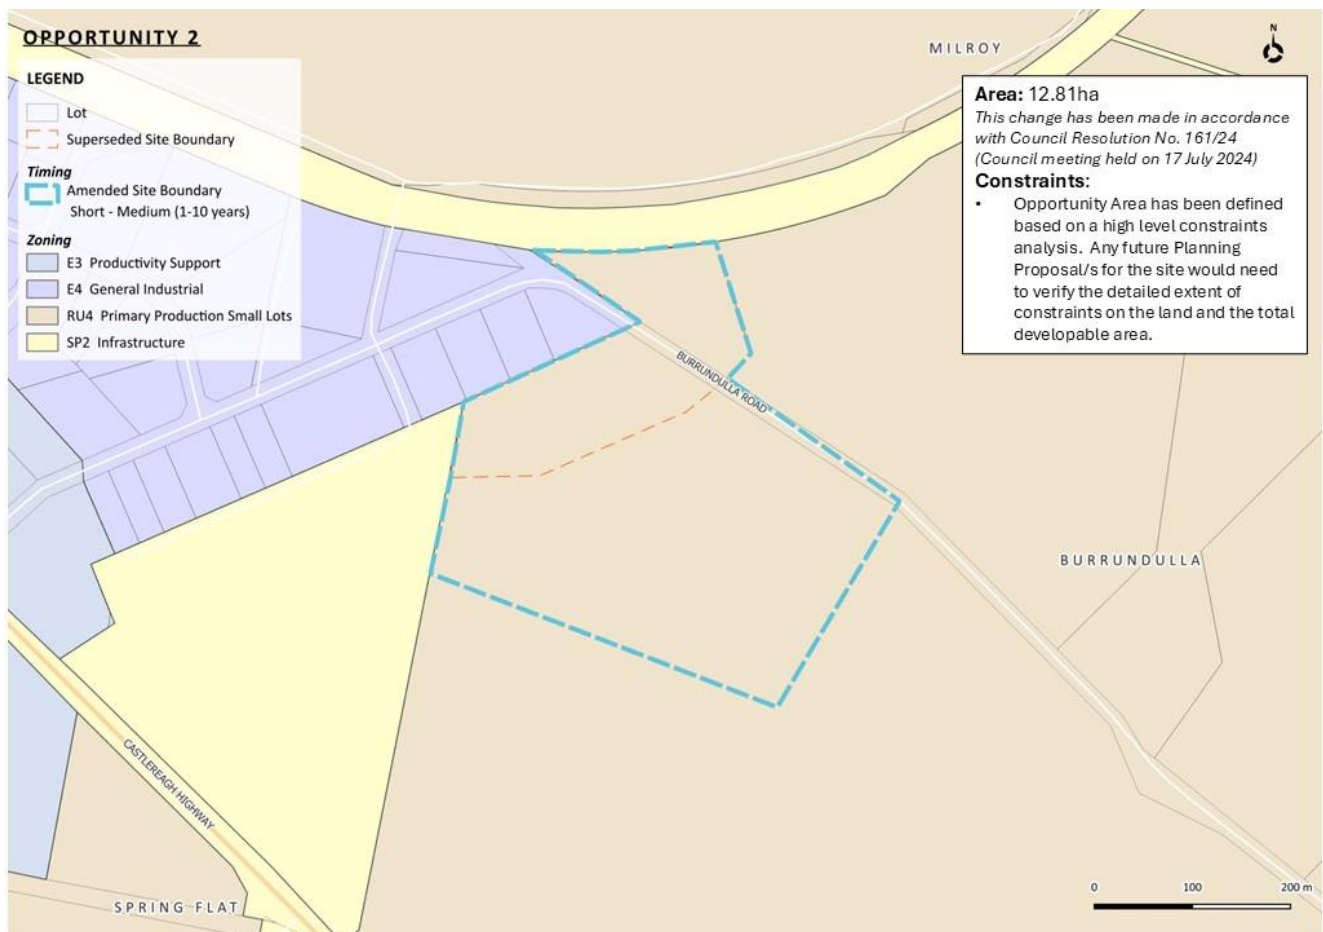 OPPORTUNITY 2
LEGEND
Lot
Superseded Site Boundary
Timing
Amended Site Boundary
Short - Medium (1-10 years)
Zoning
E3 Productivity Support
E4 General Industrial
RU4 Primary Production Small Lots
SP2 Infrastructure
MILROY
N
Area: 12.81ha
This change has been made in accordance
with Council Resolution No. 161/24
(Council meeting held on 17 July 2024)
Constraints:
• Opportunity Area has been defined
based on a high level constraints
analysis. Any future Planning
Proposal/s for the site would need
to verify the detailed extent of
constraints on the land and the total
developable area.
BURRUNDULLA ROAD
BURRUNDULLA
CASTLEREAGH HIGHWAY
SPRING FLAT
0 100 200 m